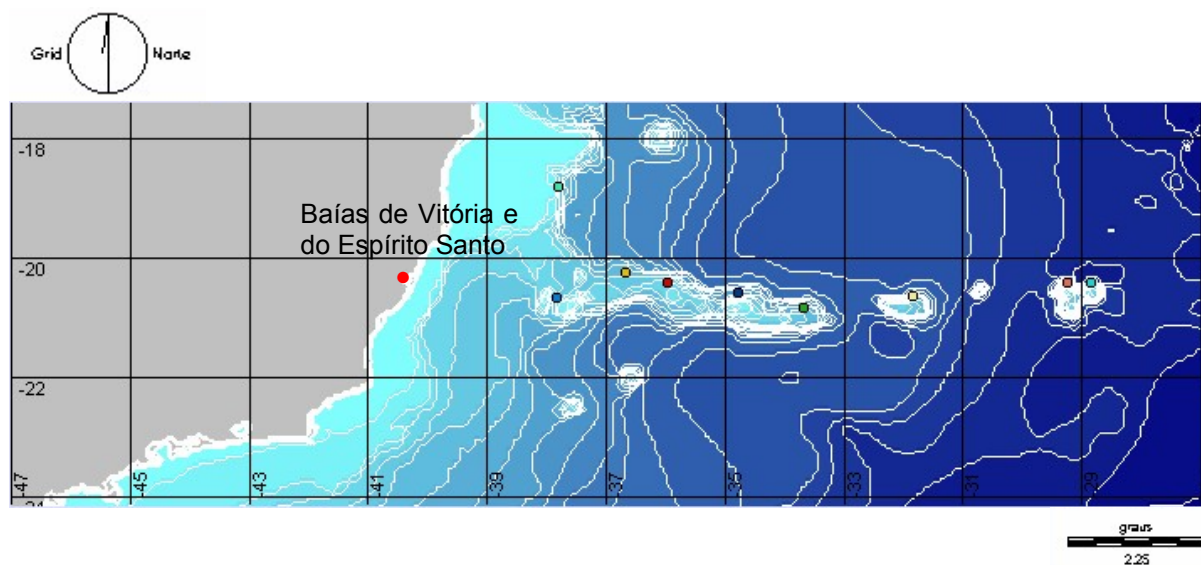 Grid Norte
-18
Baías de Vitória e
do Espírito Santo
-20
-22
-47 -45 -43 -41 -39 -37 -35 -33 -31 -29
graus
2.25